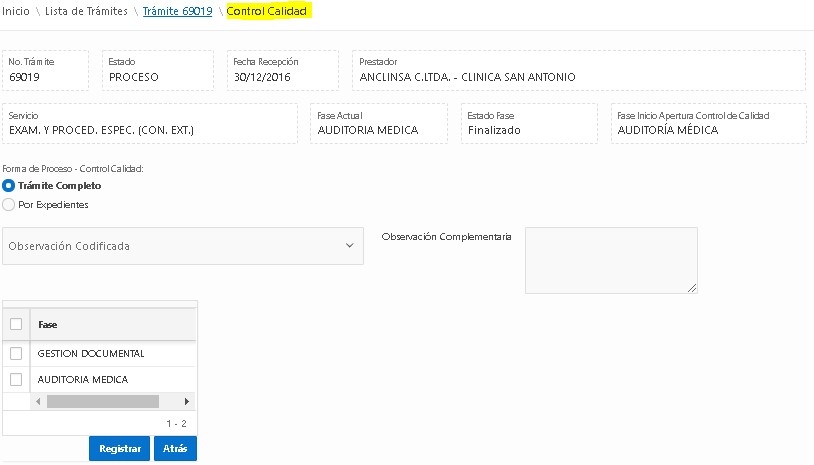 Inicio \ Lista de Trámites \ Trámite 69019 \ Control Calidad
No. Trámite
69019
Estado
PROCESO
Fecha Recepción
30/12/2016
Prestador
ANCLINSA C.LTDA. - CLINICA SAN ANTONIO
Servicio
EXAM. Y PROCED. ESPEC. (CON. EXT.)
Fase Actual
AUDITORIA MEDICA
Estado Fase
Finalizado
Fase Inicio Apertura Control de Calidad
AUDITORÍA MÉDICA
Forma de Proceso - Control Calidad:
Trámite Completo
Por Expedientes
Observación Codificada
Observación Complementaria
Fase
GESTION DOCUMENTAL
AUDITORIA MEDICA
1 - 2
Registrar
Atrás